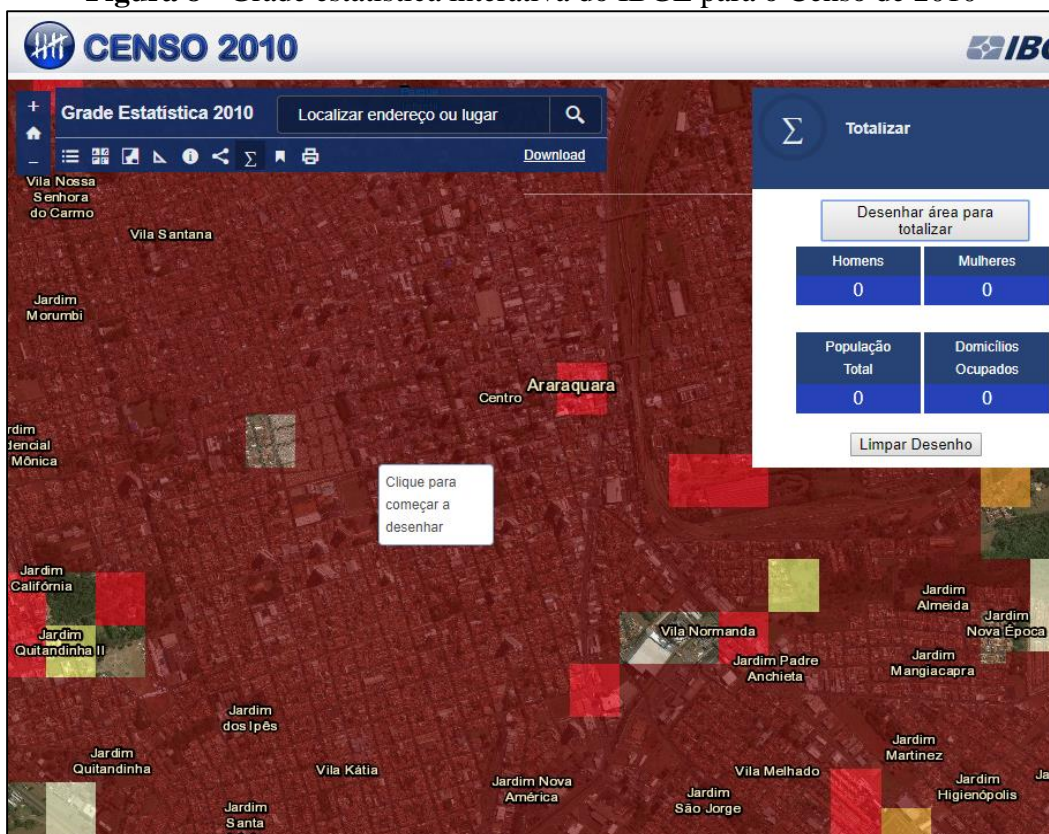 CENSO 2010
Grade Estatística 2010
Localizar endereço ou lugar
Download
Σ
Totalizar
Desenhar área para
totalizar
Homens
Mulheres
0
0
População
Total
Domicílios
Ocupados
0
0
Limpar Desenho
Vila Nossa
Senhora
do Carmo
Vila Santana
Jardim
Morumbi
Araraquara
Centro
Mônica
Clique para
começar a
desenhar
Jardim
Califórnia
Jardim
Quitandinha II
Jardim
Almeida
Jardim
Nova Época
Vila Normanda
Jardim Padre
Anchieta
Jardim
Mangiacapra
Jardim
dos Ipês
Jardim
Quitandinha
Vila Kátia
Jardim Nova
América
Vila Melhado
Jardim
São Jorge
Jardim
Martinez
Jardim
Higienópolis
Jardim
Santa